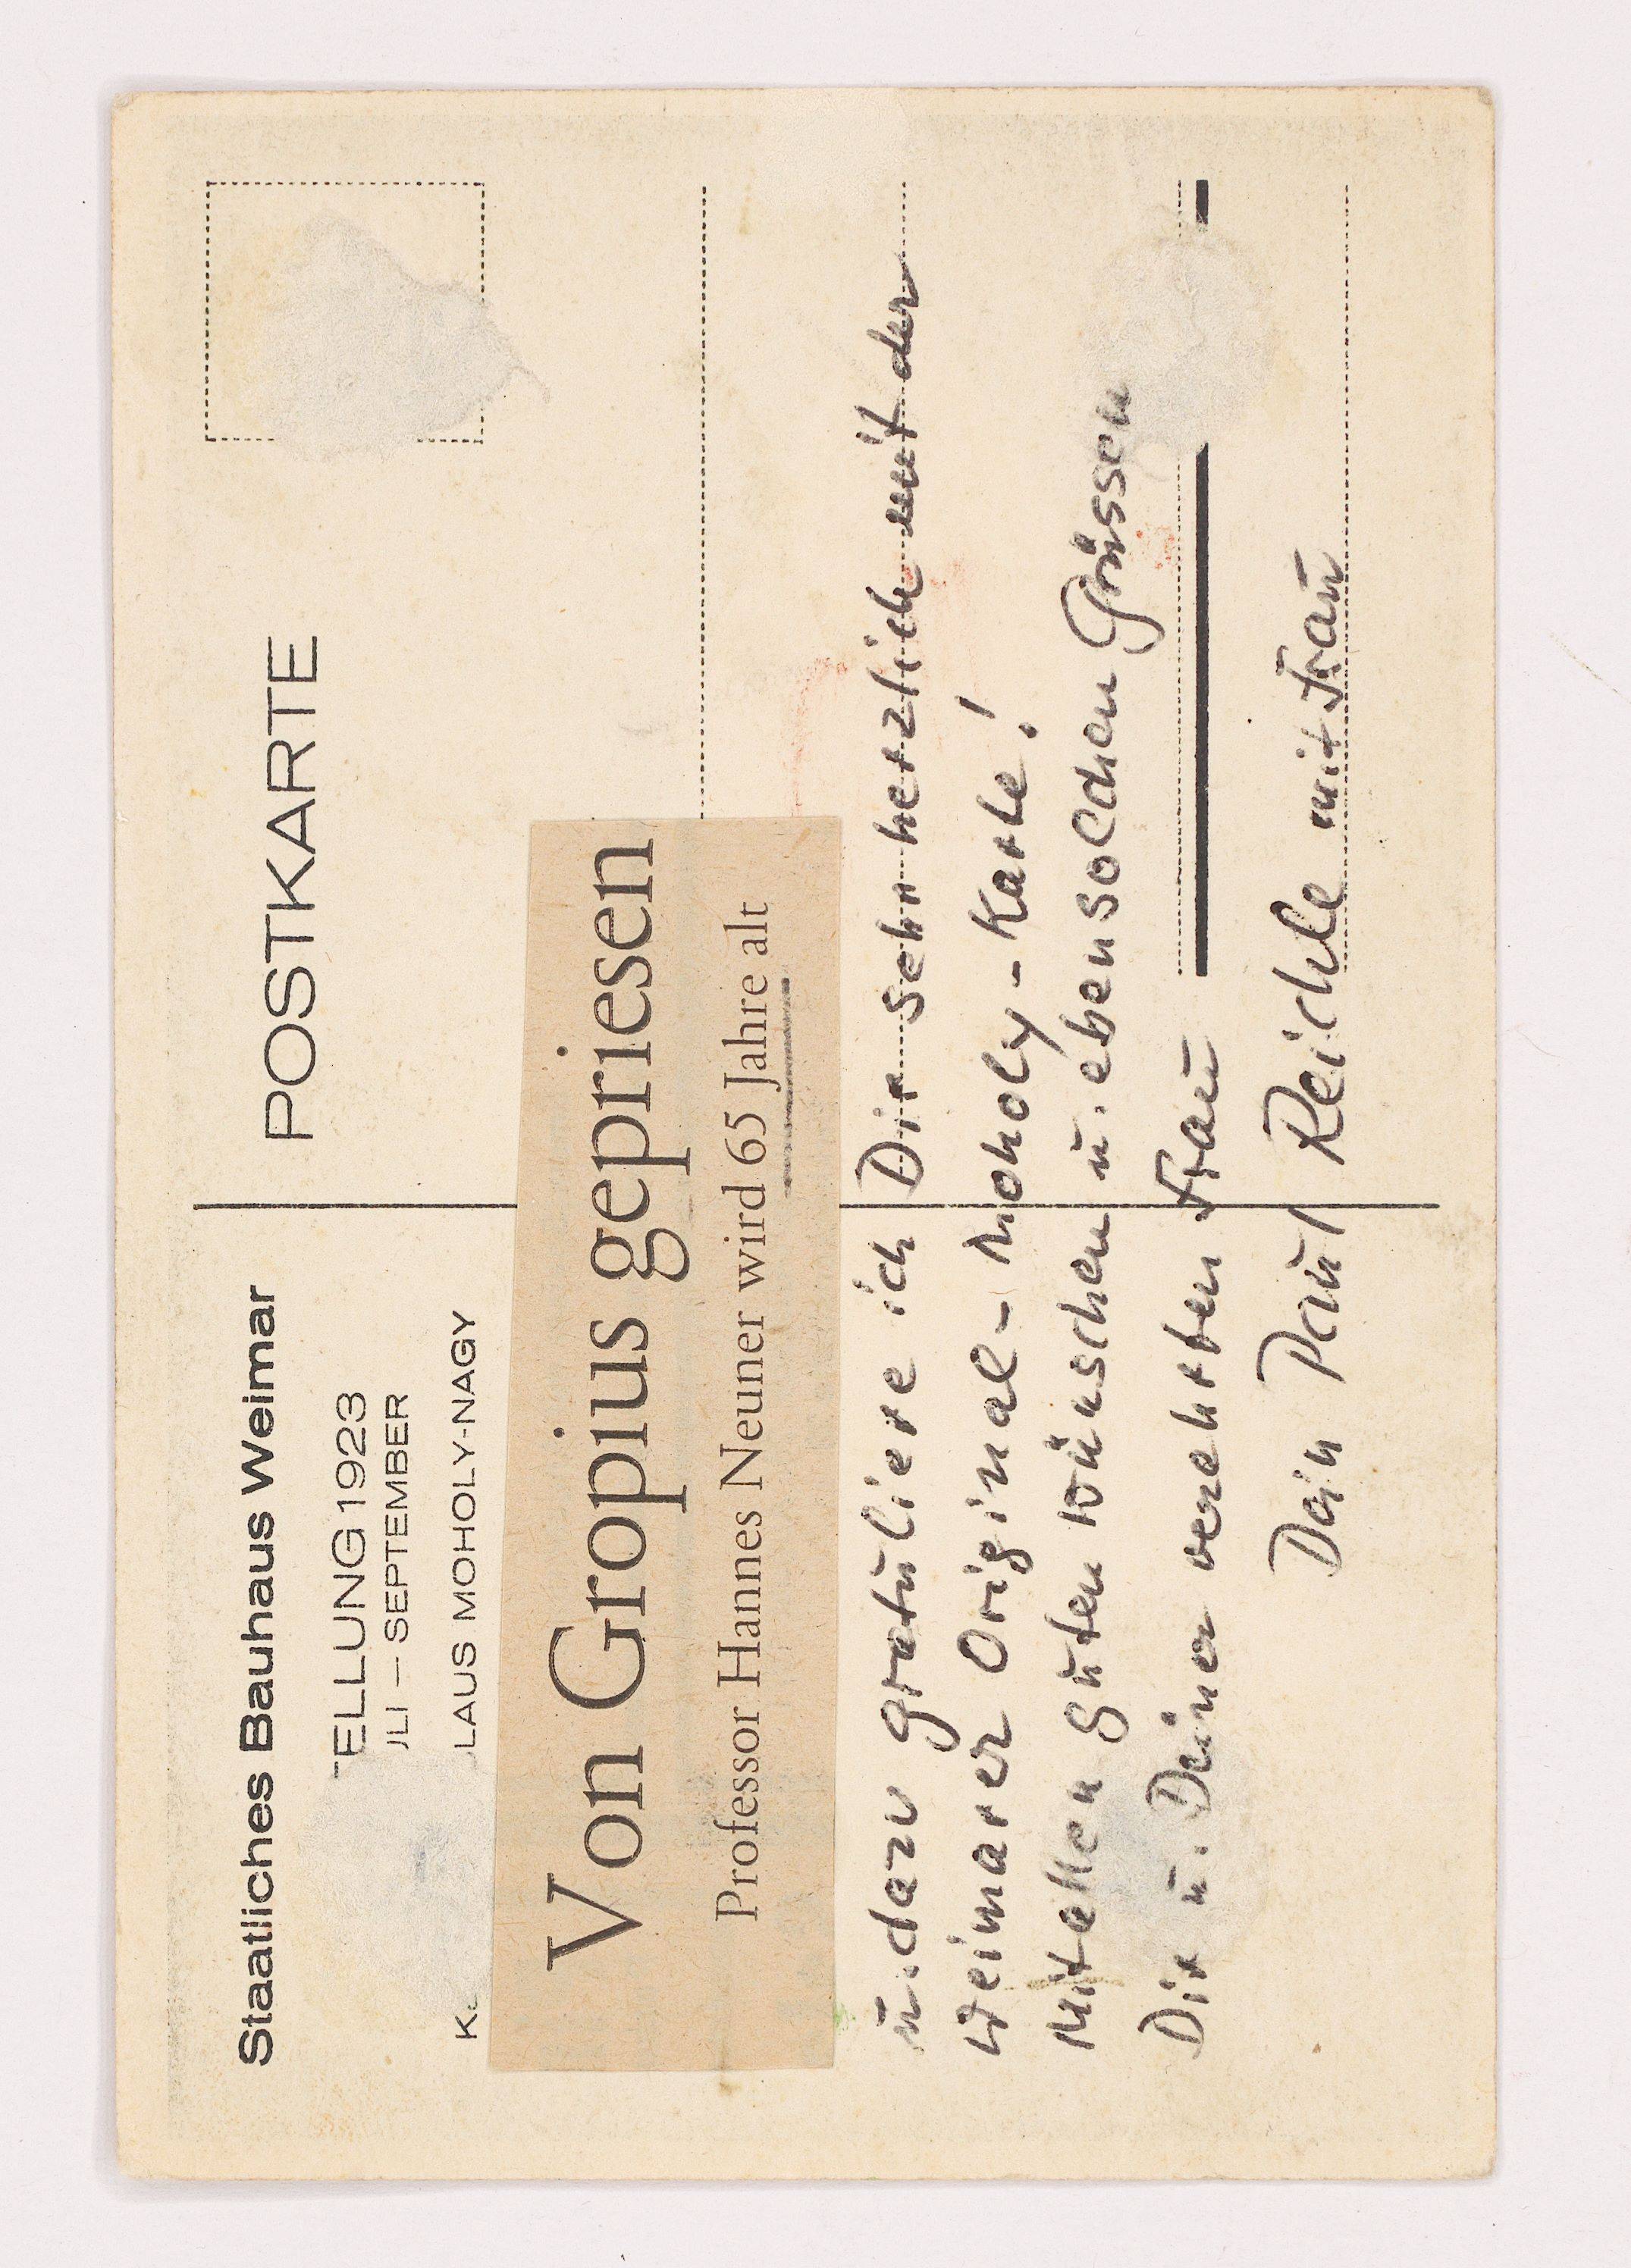 Staatliches Bauhaus Weimar
POSTKARTE
TELLUNG 1923
JLI – SEPTEMBER
K LAUS MOHOLY-NAGY
Von Gropius gepriesen
Professor Hannes Neuner wird 65 Jahre alt
u. dazu gratuliere ich Dir sehr herzlich mit der
Weimarer Original-Moholy-Karte!
Mit allen guten Wünschen u. ebensolchen Grüssen
Dir u. Deiner verehrten Frau
Dein Paul Reichle mit Frau